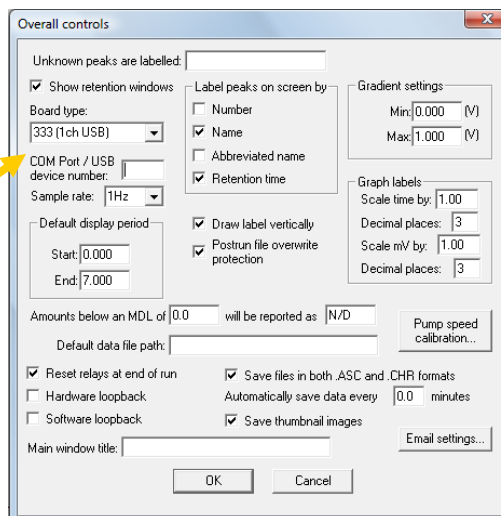 Overall controls
Unknown peaks are labelled:
Show retention windows
Board type:
333 (1ch USB)
COM Port / USB
device number:
Sample rate: 1Hz
Default display period
Start: 0.000
End: 7.000
Label peaks on screen by
Number
Name
Abbreviated name
Retention time
Draw label vertically
Postrun file overwrite
protection
Gradient settings
Min: 0.000 (V)
Max: 1.000 (V)
Graph labels
Scale time by: 1.00
Decimal places: 3
Scale mV by: 1.00
Decimal places: 3
Amounts below an MDL of 0.0 will be reported as N/D
Pump speed
calibration...
Default data file path:
Reset relays at end of run
Hardware loopback
Software loopback
Save files in both .ASC and .CHR formats
Automatically save data every 0.0 minutes
Save thumbnail images
Email settings...
Main window title:
OK Cancel